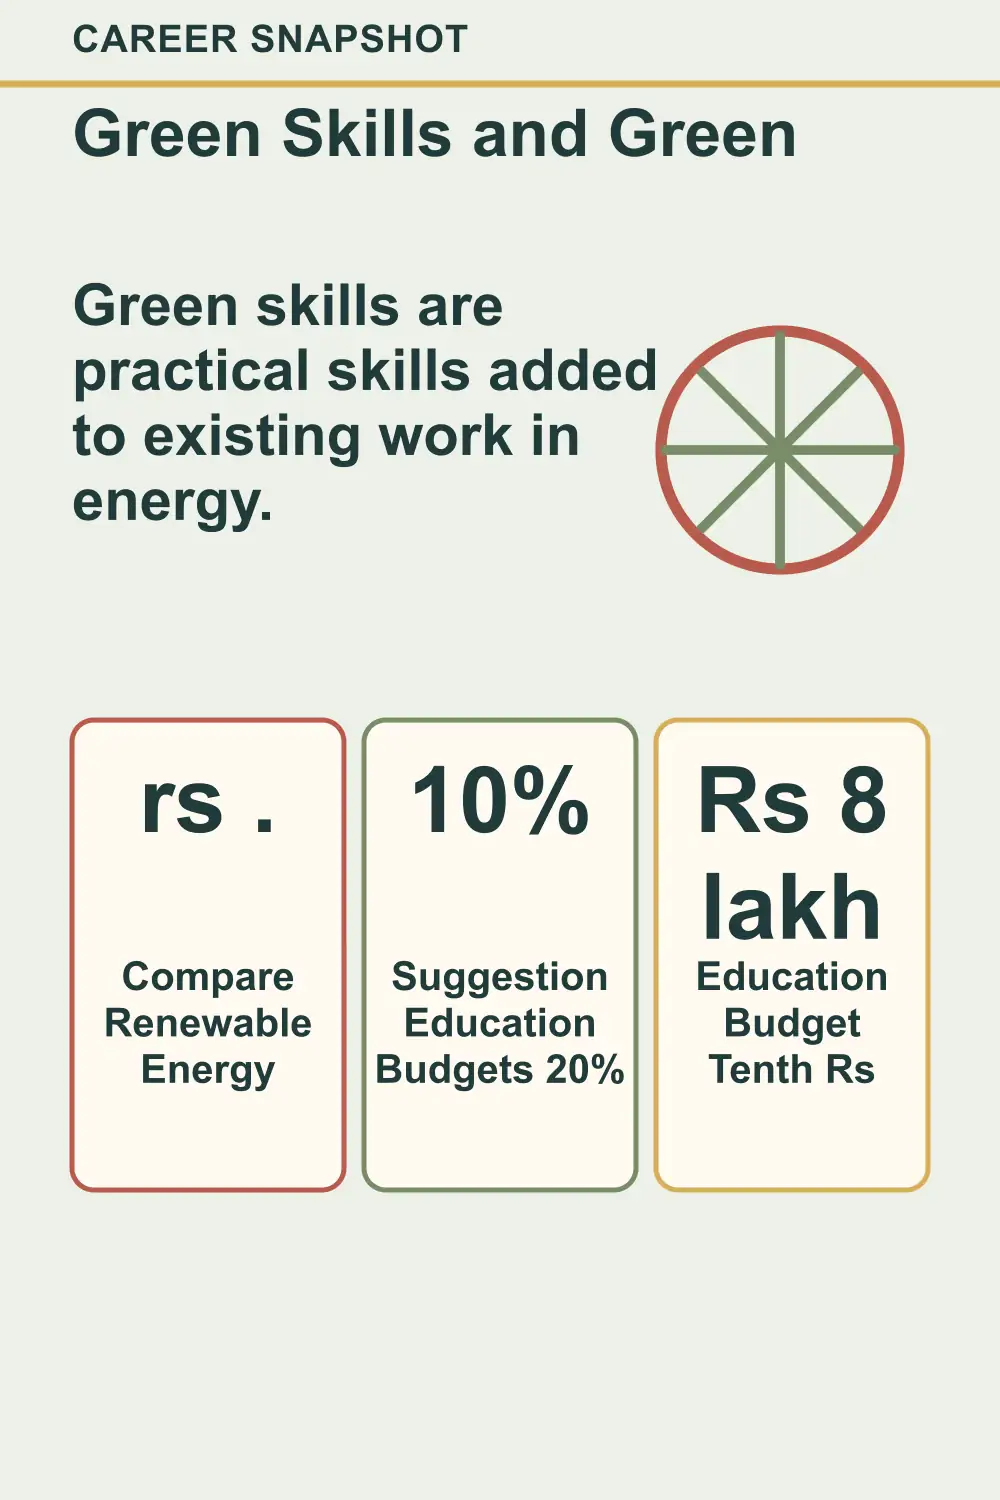 CAREER SNAPSHOT
Green Skills and Green
Green skills are
practical skills added
to existing work in
energy.
rs .
Compare
Renewable
Energy
10%
Suggestion
Education
Budgets 20%
Rs 8
lakh
Education
Budget
Tenth Rs